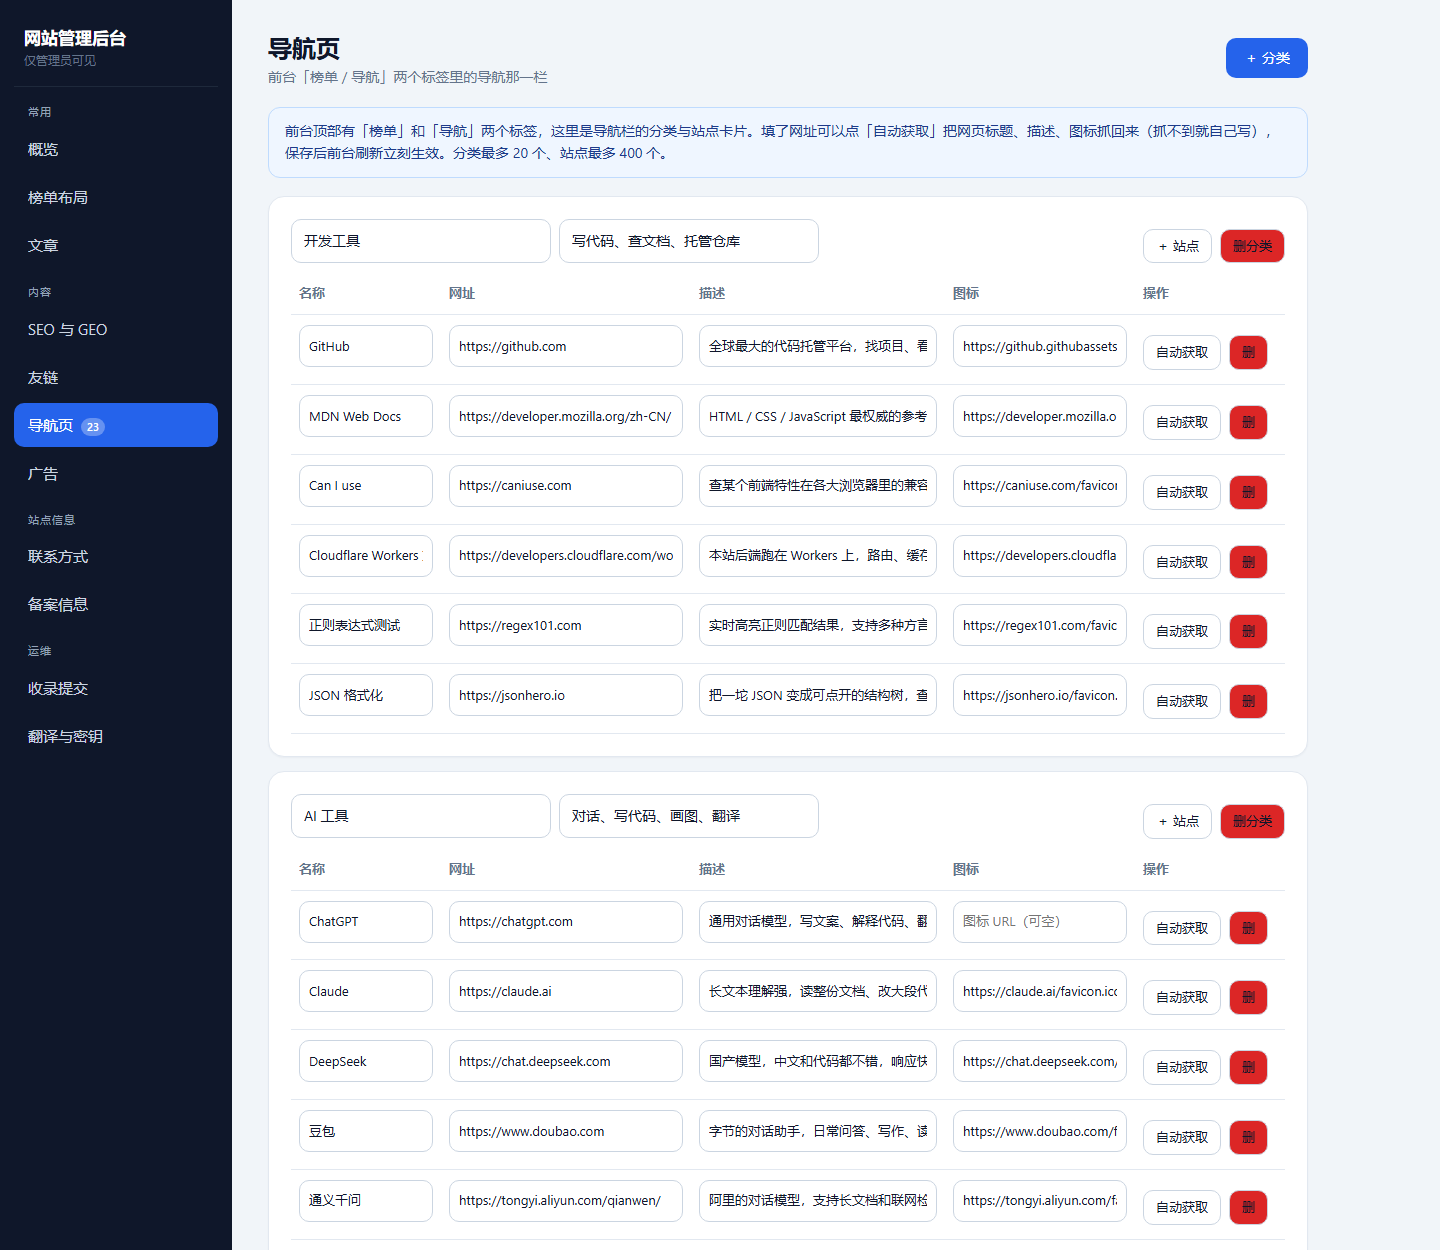 网站管理后台
仅管理员可见
常用
概览
榜单布局
文章
内容
SEO 与 GEO
友链
导航页 23
广告
站点信息
联系方式
备案信息
运维
收录提交
翻译与密钥
导航页
前台「榜单 / 导航」两个标签里的导航那一栏
+ 分类
前台顶部有「榜单」和「导航」两个标签，这里是导航栏的分类与站点卡片。填了网址可以点「自动获取」把网页标题、描述、图标抓回来（抓不到就自己写），
保存后前台刷新立刻生效。分类最多 20 个、站点最多 400 个。
开发工具 写代码、查文档、托管仓库 + 站点 删分类
名称 网址 描述 图标 操作
GitHub https://github.com 全球最大的代码托管平台，找项目、看 https://github.githubassets 自动获取 删
MDN Web Docs https://developer.mozilla.org/zh-CN/ HTML / CSS / JavaScript 最权威的参考 https://developer.mozilla.o 自动获取 删
Can I use https://caniuse.com 查某个前端特性在各大浏览器里的兼容 https://caniuse.com/favicon 自动获取 删
Cloudflare Workers https://developers.cloudflare.com/wo 本站后端跑在 Workers 上，路由、缓存 https://developers.cloudfla 自动获取 删
正则表达式测试 https://regex101.com 实时高亮正则匹配结果，支持多种方言 https://regex101.com/favic 自动获取 删
JSON 格式化 https://jsonhero.io 把一坨 JSON 变成可点开的结构树，查 https://jsonhero.io/favicon. 自动获取 删
AI 工具 对话、写代码、画图、翻译 + 站点 删分类
名称 网址 描述 图标 操作
ChatGPT https://chatgpt.com 通用对话模型，写文案、解释代码、翻 图标 URL（可空） 自动获取 删
Claude https://claude.ai 长文本理解强，读整份文档、改大段代 https://claude.ai/favicon.ico 自动获取 删
DeepSeek https://chat.deepseek.com 国产模型，中文和代码都不错，响应快 https://chat.deepseek.com/ 自动获取 删
豆包 https://www.doubao.com 字节的对话助手，日常问答、写作、读 https://www.doubao.com/f 自动获取 删
通义千问 https://tongyi.aliyun.com/qianwen/ 阿里的对话模型，支持长文档和联网检 https://tongyi.aliyun.com/f 自动获取 删